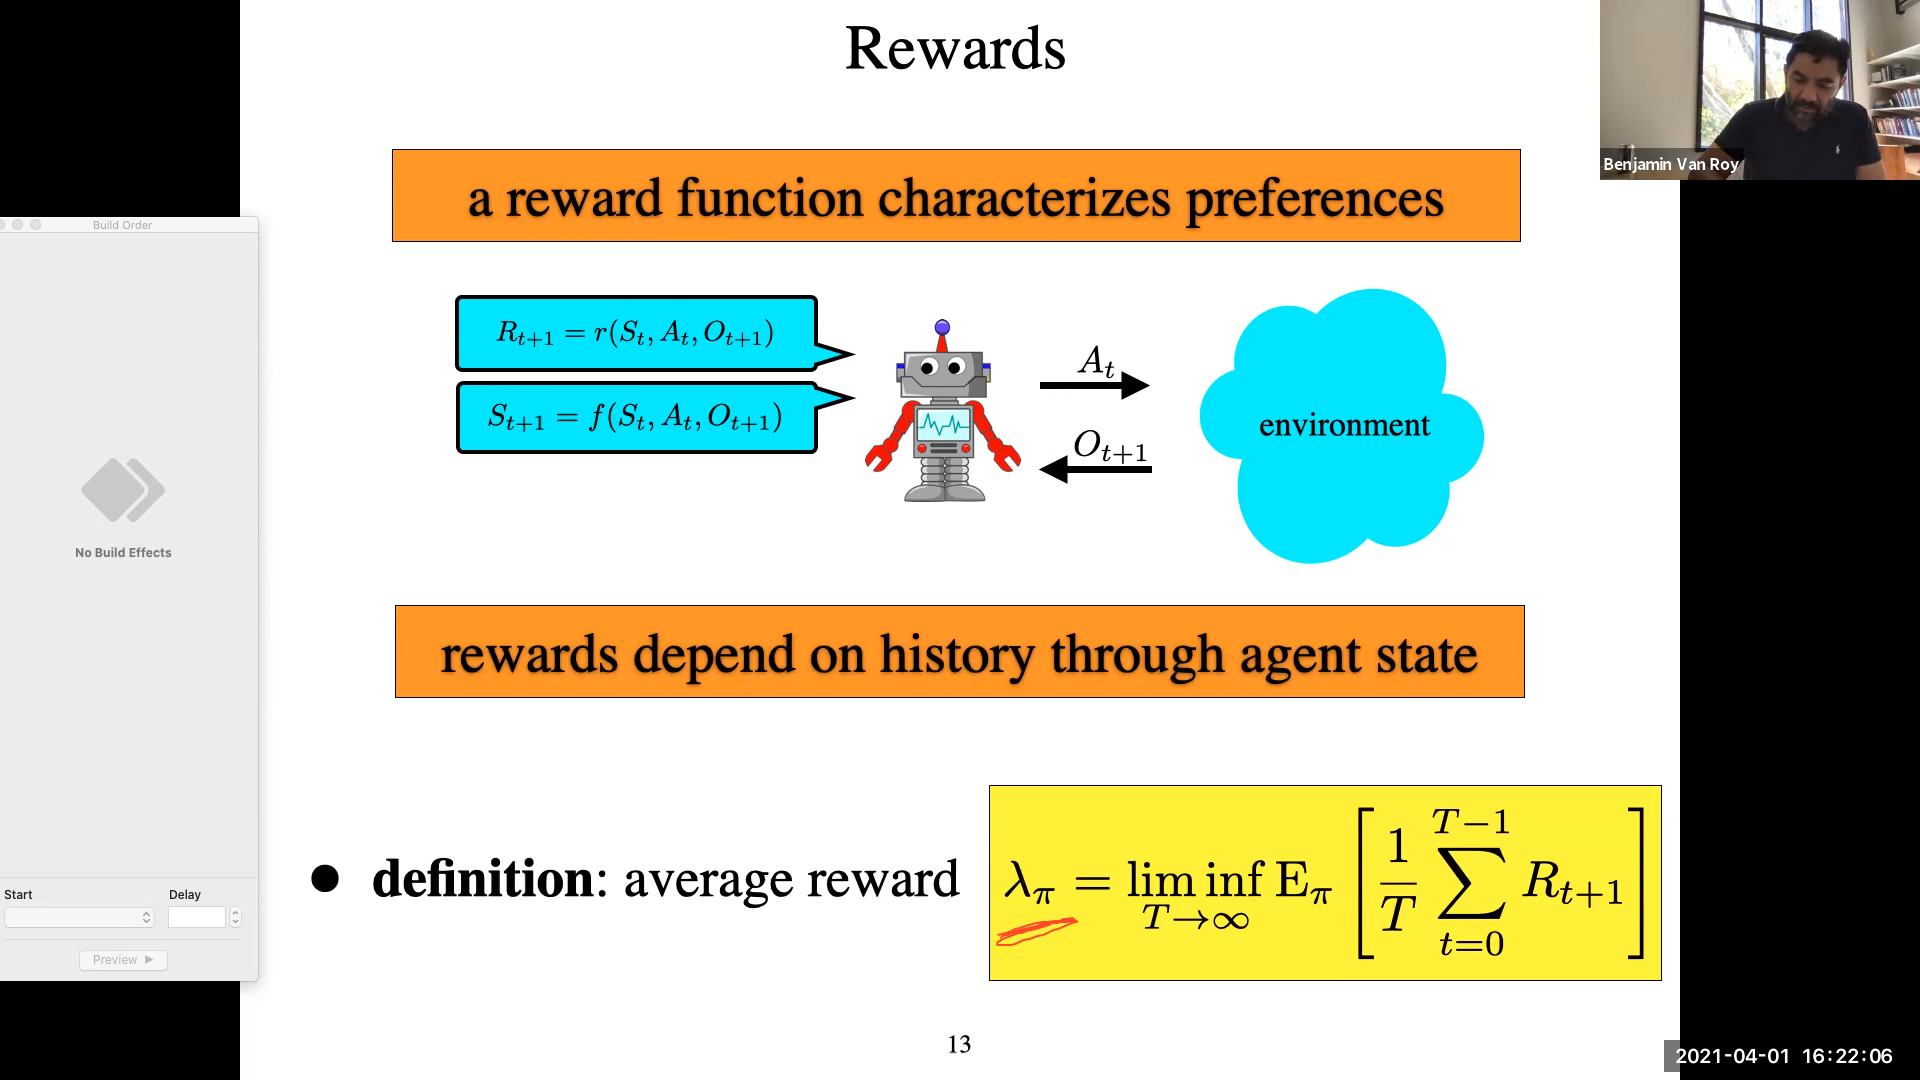 Rewards
Benjamin Van Roy
a reward function characterizes preferences
Build Order
R_{t+1} = r(S_t, A_t, O_{t+1})
S_{t+1} = f(S_t, A_t, O_{t+1})
A_t
O_{t+1}
environment
No Build Effects
rewards depend on history through agent state
Start Delay
Preview
● definition: average reward
λ_π = lim inf_{T→∞} E_π [ 1/T ∑_{t=0}^{T−1} R_{t+1} ]
13
2021-04-01 16:22:06